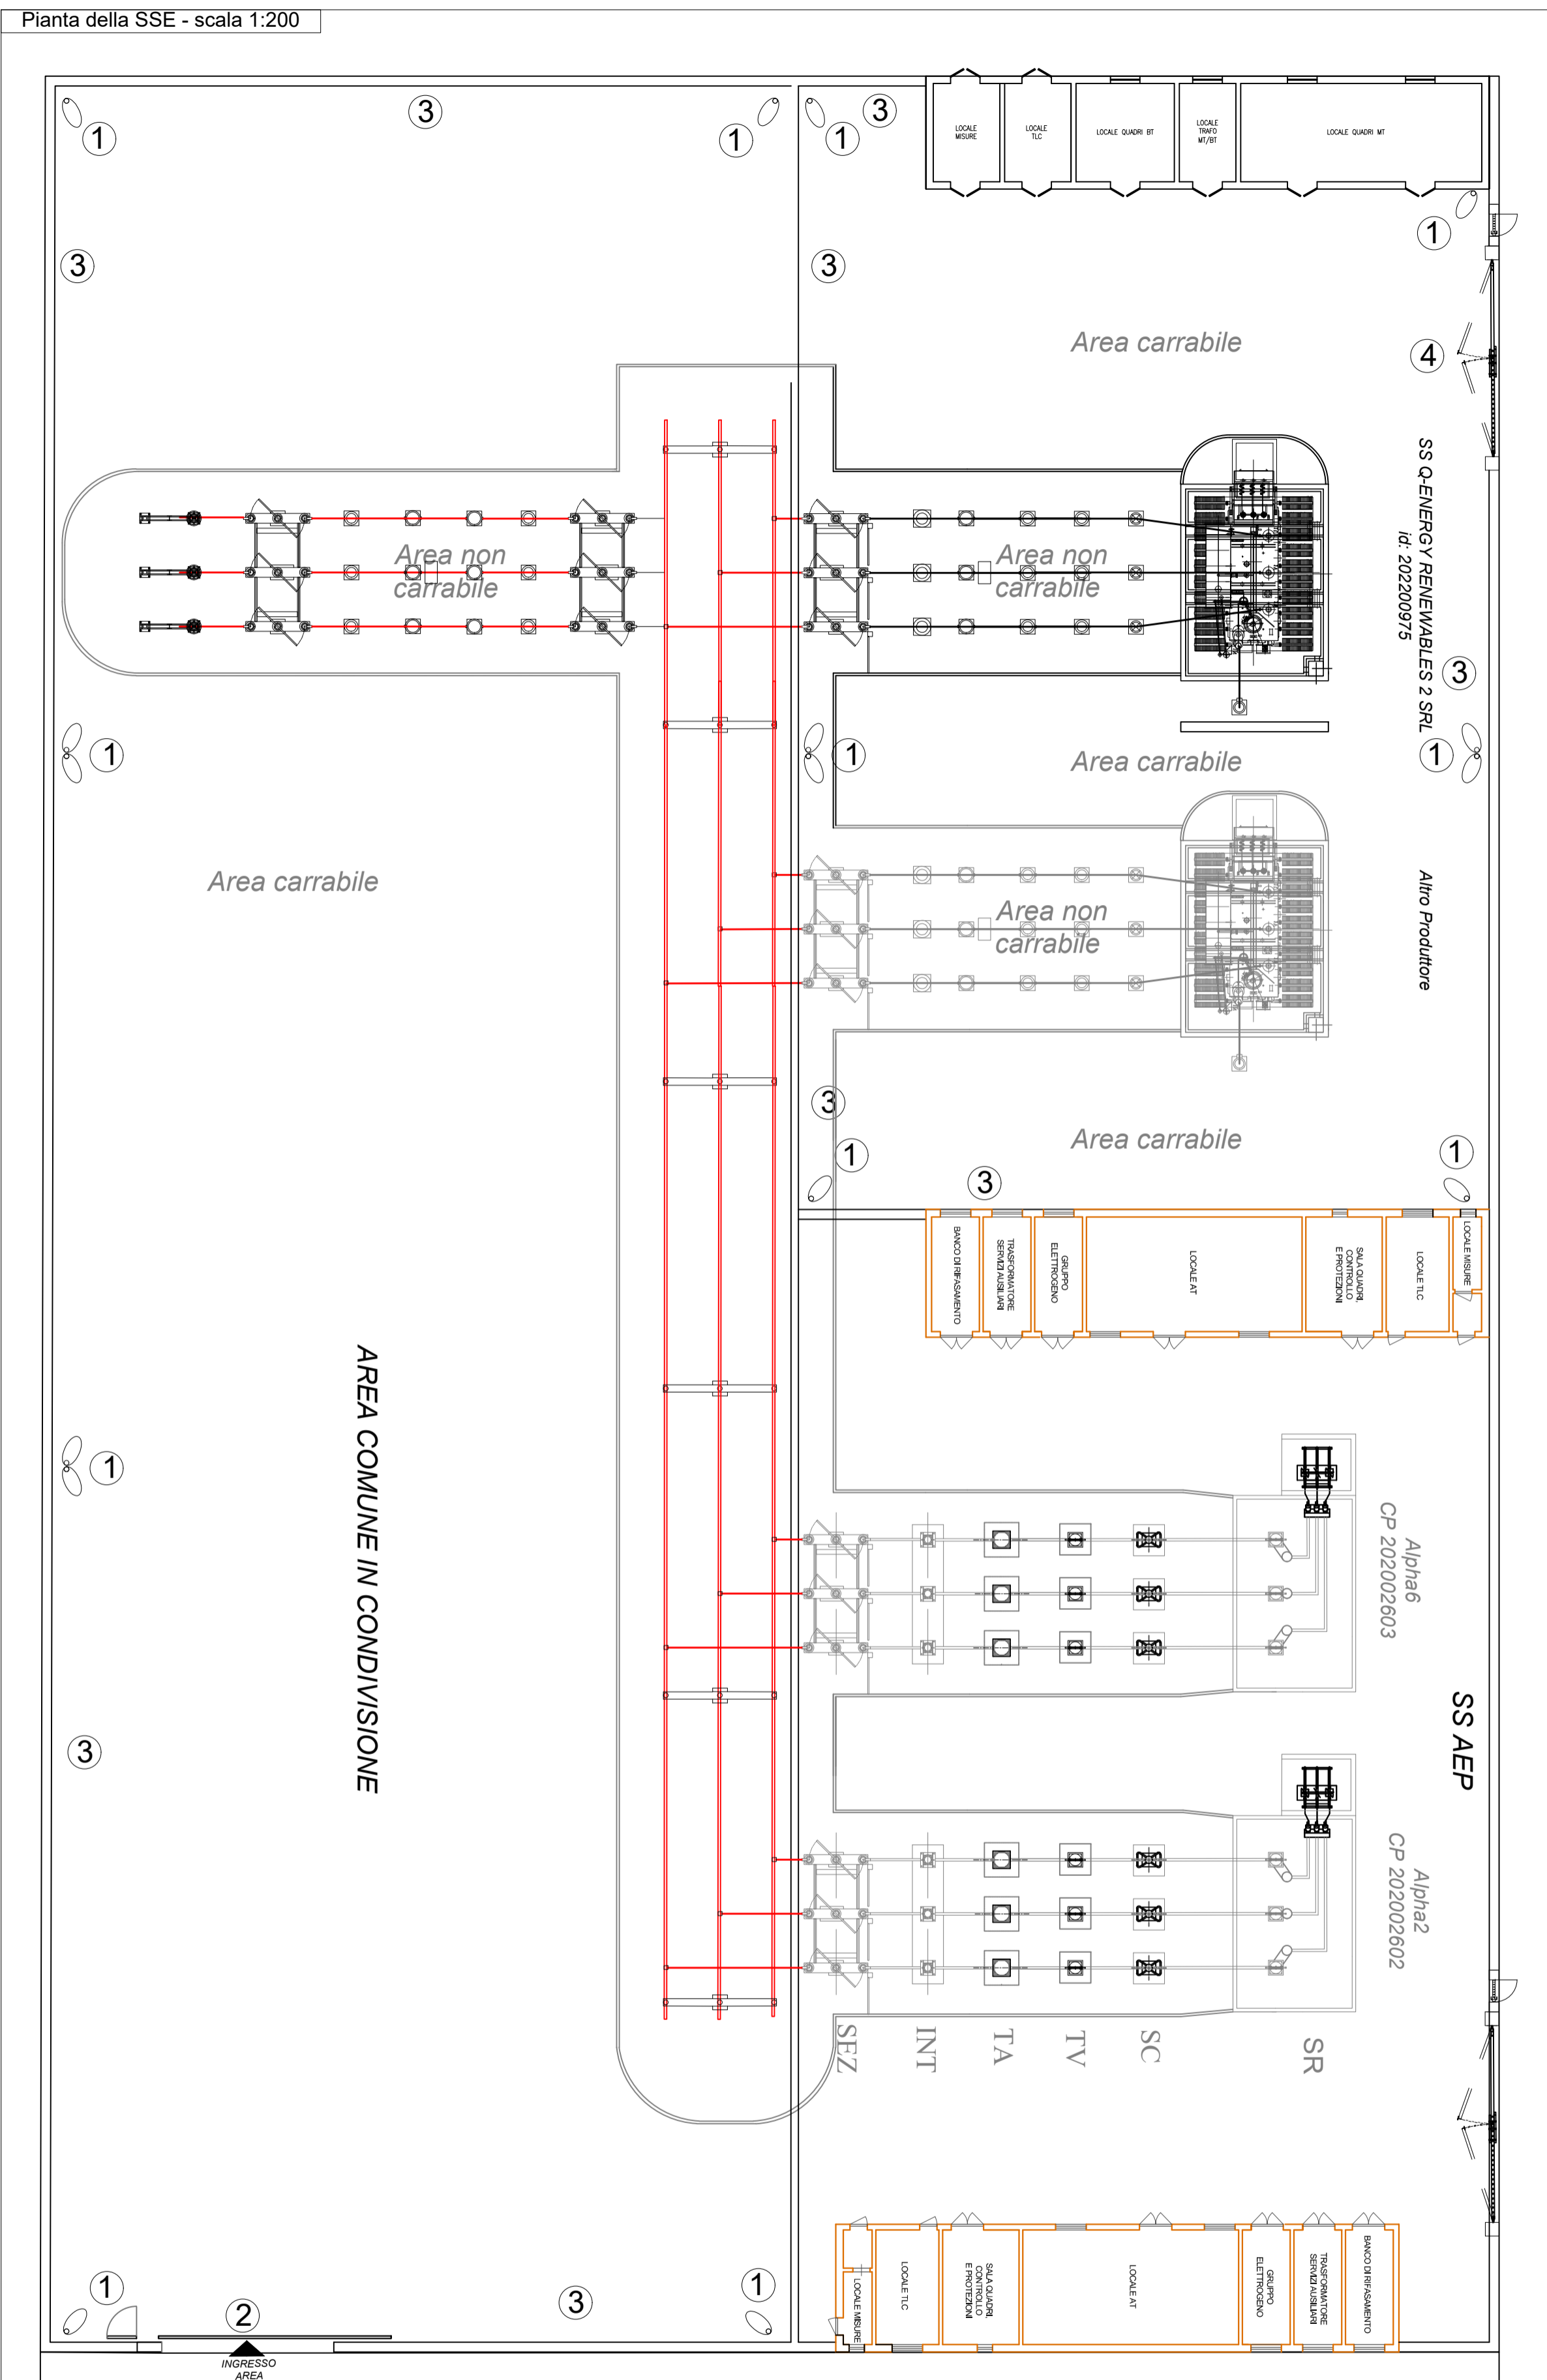 Pianta della SSE - scala 1:200
1
3
1
1
3
LOCALE
MISURE
LOCALE
TLC
LOCALE QUADRI BT
LOCALE
TRAFO
MT/BT
LOCALE QUADRI MT
1
3
3
Area carrabile
4
SS Q-ENERGY RENEWABLES 2 SRL
id: 202200975
Area non
carrabile
Area non
carrabile
3
1
1
Area carrabile
1
Area carrabile
Altro Produttore
Area non
carrabile
3
1
Area carrabile
1
3
BANCO DI RIFASAMENTO
TRASFORMATORE
SERVIZI AUSILIARI
GRUPPO
ELETTROGENO
LOCALE AT
SALA QUADRI,
CONTROLLO
E PROTEZIONI
LOCALE TLC
LOCALE MISURE
AREA COMUNE IN CONDIVISIONE
1
Alpha6
CP 202002603
SS AEP
3
Alpha2
CP 202002602
SEZ
INT
TA
TV
SC
SR
1
2
3
1
LOCALE MISURE
LOCALE TLC
SALA QUADRI,
CONTROLLO
E PROTEZIONI
LOCALE AT
GRUPPO
ELETTROGENO
TRASFORMATORE
SERVIZI AUSILIARI
BANCO DI RIFASAMENTO
INGRESSO
AREA